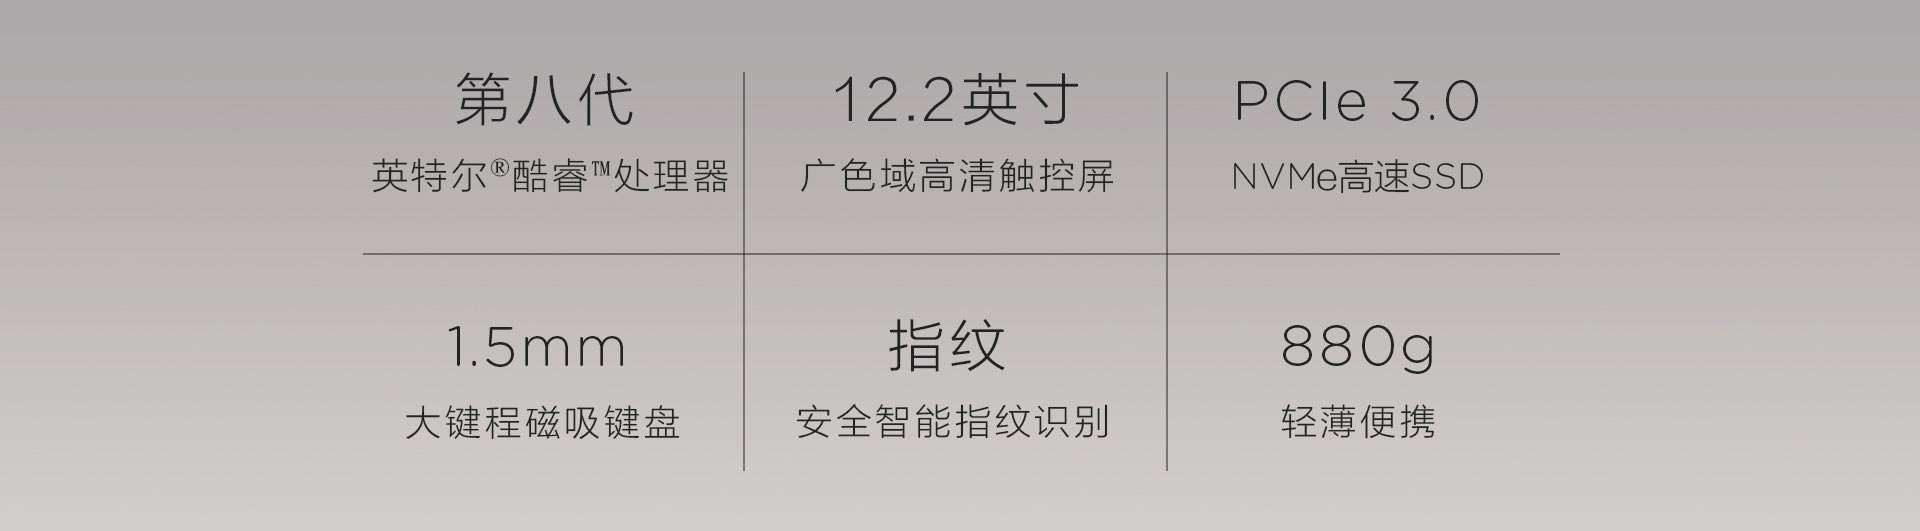 第八代
英特尔®酷睿™处理器
12.2英寸
广色域高清触控屏
PCIe 3.0
NVMe高速SSD
1.5mm
大键程磁吸键盘
指纹
安全智能指纹识别
880g
轻薄便携